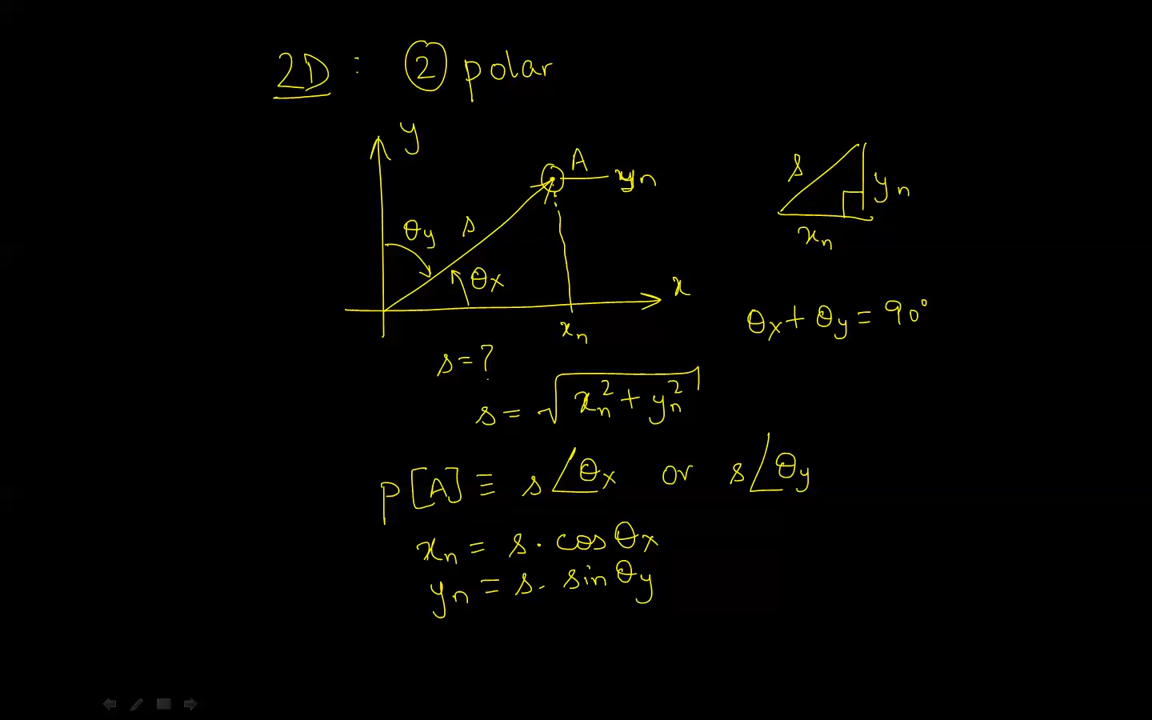 2D : ② polar
y
A
yn
θy
s
θx
x
xn
s
yn
xn
θx + θy = 90°
s = ?
s = √(xn² + yn²)
P[A] ≡ s∠θx or s∠θy
xn = s · cos θx
yn = s · sin θy